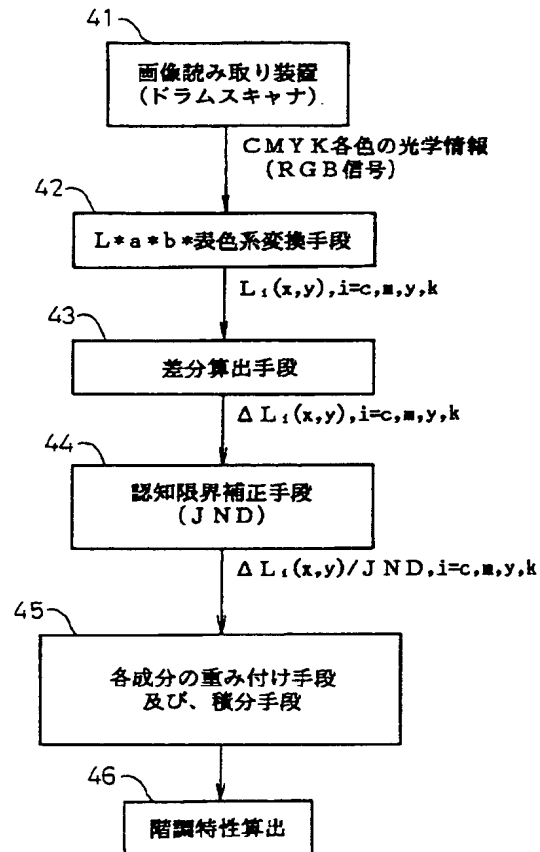 41
画像読み取り装置
(ドラムスキャナ)
CMYK各色の光学情報
(RGB信号)
42
L*a*b*表色系変換手段
Li(x,y),i=c,m,y,k
43
差分算出手段
ΔLi(x,y),i=c,m,y,k
44
認知限界補正手段
(JND)
ΔLi(x,y)/JND,i=c,m,y,k
45
各成分の重み付け手段
及び、積分手段
46
階調特性算出